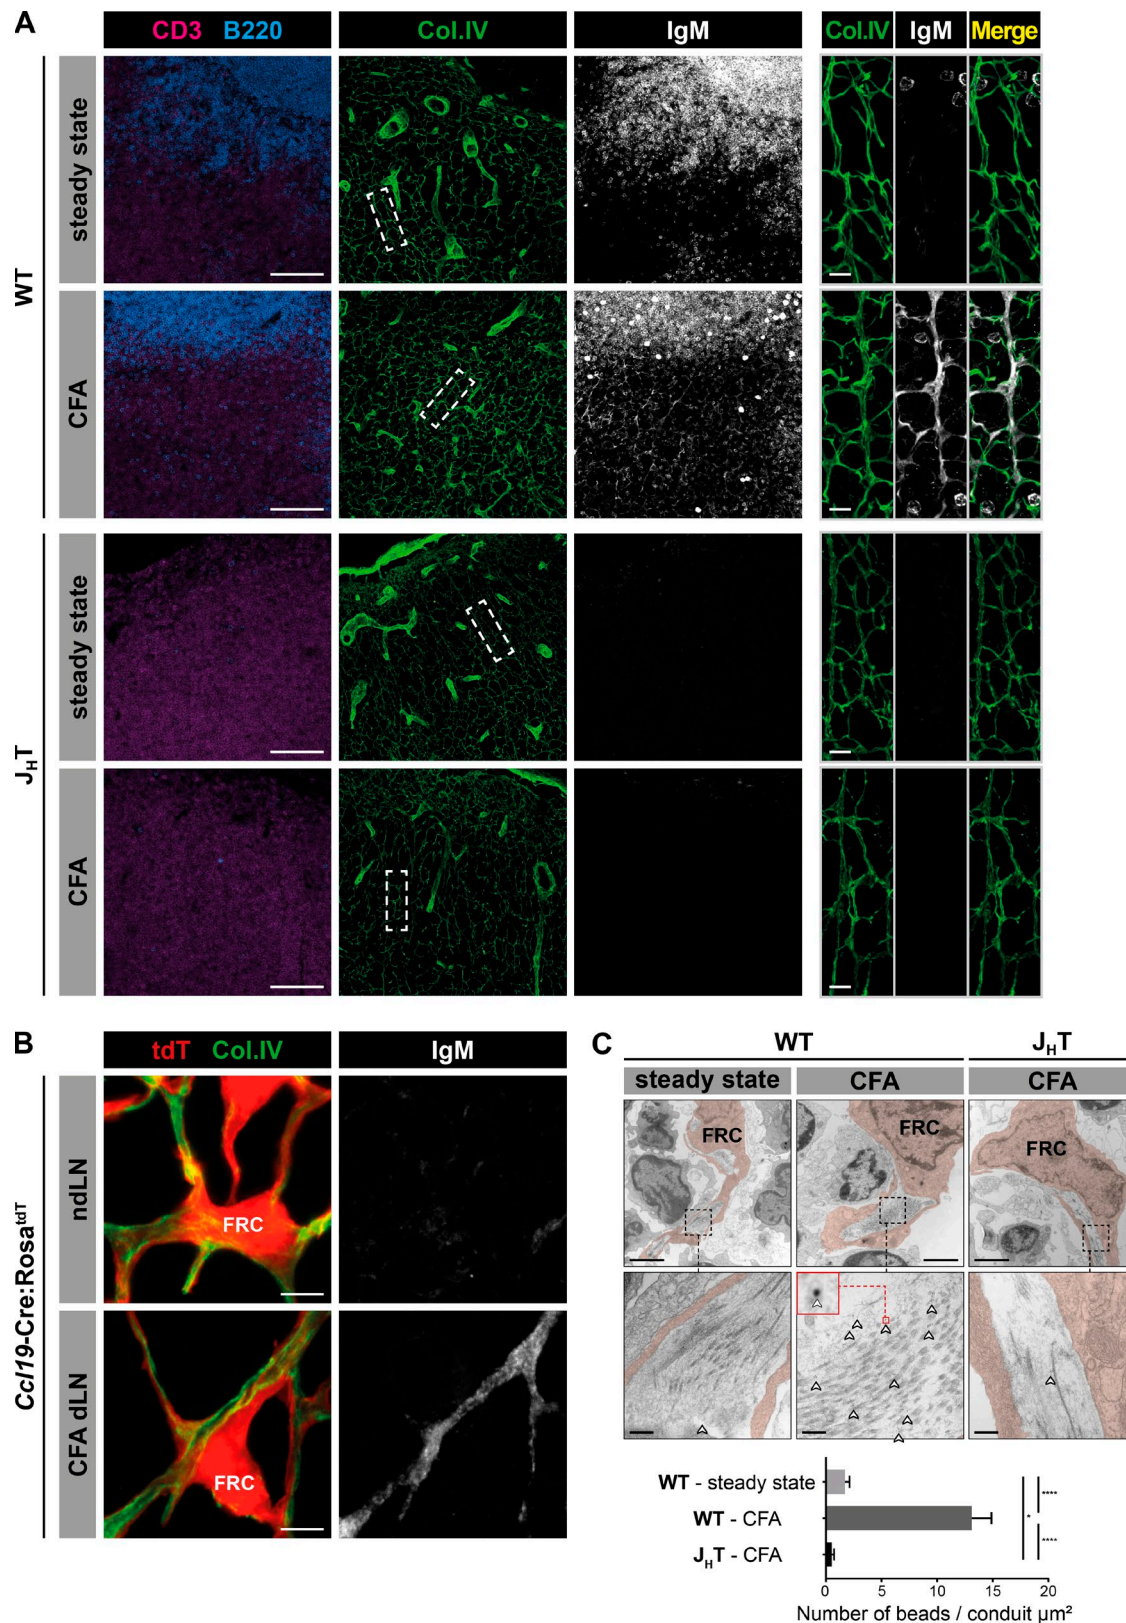 A
CD3 B220 Col.IV IgM Col.IV IgM Merge
WT
steady state
CFA
JHT
steady state
CFA
B
tdT Col.IV IgM
Ccl19-Cre:RosatdT
ndLN
FRC
CFA dLN
FRC
C
WT JHT
steady state CFA CFA
FRC FRC FRC
WT - steady state
WT - CFA
JHT - CFA
****
*
****
0 5 10 15 20
Number of beads / conduit µm²